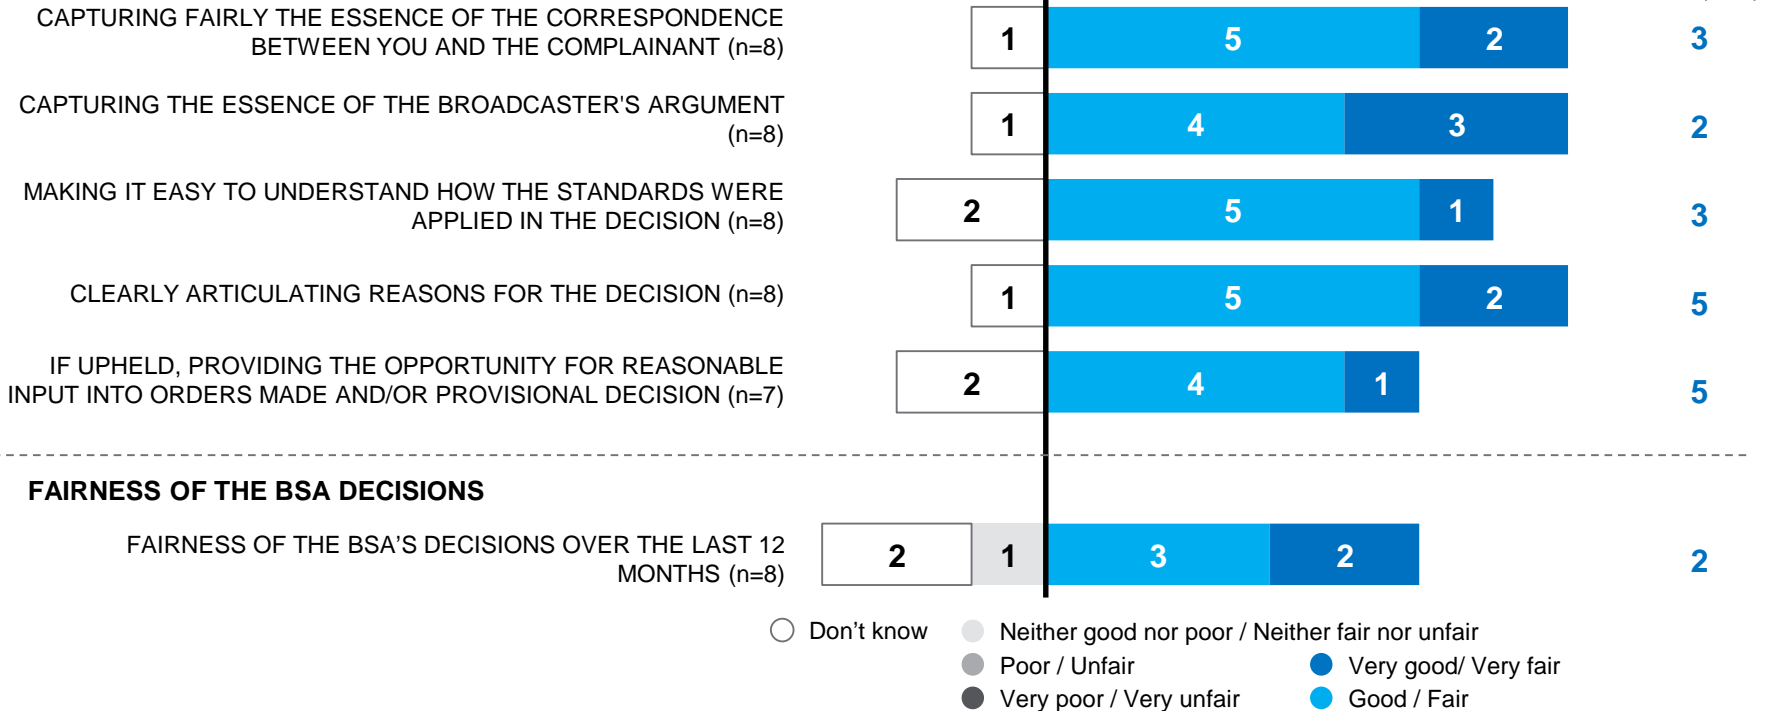 CAPTURING FAIRLY THE ESSENCE OF THE CORRESPONDENCE
BETWEEN YOU AND THE COMPLAINANT (n=8)
1 5 2 3
CAPTURING THE ESSENCE OF THE BROADCASTER'S ARGUMENT
(n=8)
1 4 3 2
MAKING IT EASY TO UNDERSTAND HOW THE STANDARDS WERE
APPLIED IN THE DECISION (n=8)
2 5 1 3
CLEARLY ARTICULATING REASONS FOR THE DECISION (n=8)
1 5 2 5
IF UPHELD, PROVIDING THE OPPORTUNITY FOR REASONABLE
INPUT INTO ORDERS MADE AND/OR PROVISIONAL DECISION (n=7)
2 4 1 5
FAIRNESS OF THE BSA DECISIONS
FAIRNESS OF THE BSA’S DECISIONS OVER THE LAST 12
MONTHS (n=8)
2 1 3 2 2
Don’t know
Neither good nor poor / Neither fair nor unfair
Poor / Unfair
Very good/ Very fair
Very poor / Very unfair
Good / Fair